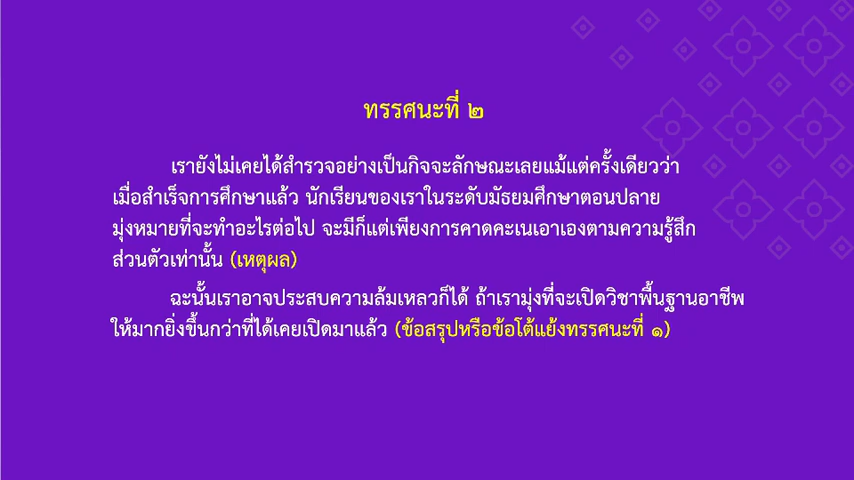 ทรรศนะที่ ๒
เรายังไม่เคยได้สำรวจอย่างเป็นกิจจะลักษณะเลยแม้แต่ครั้งเดียวว่า
เมื่อสำเร็จการศึกษาแล้ว นักเรียนของเราในระดับมัธยมศึกษาตอนปลาย
มุ่งหมายที่จะทำอะไรต่อไป จะมีก็แต่เพียงการคาดคะเนเอาเองตามความรู้สึก
ส่วนตัวเท่านั้น (เหตุผล)
ฉะนั้นเราอาจประสบความล้มเหลวก็ได้ ถ้าเรามุ่งที่จะเปิดวิชาพื้นฐานอาชีพ
ให้มากยิ่งขึ้นกว่าที่ได้เคยเปิดมาแล้ว (ข้อสรุปหรือข้อโต้แย้งทรรศนะที่ ๑)